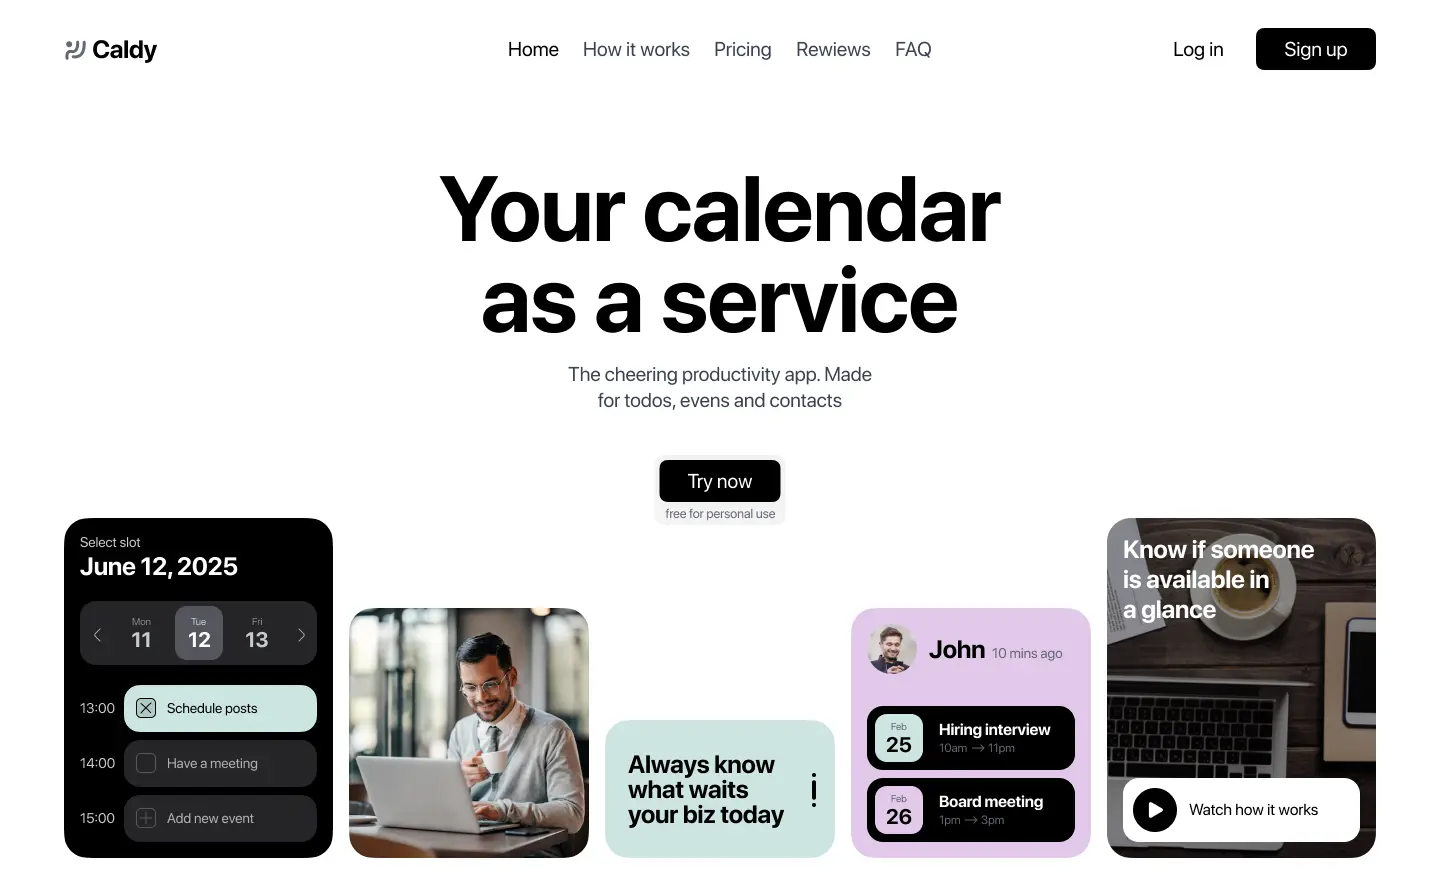 Caldy
Home How it works Pricing Rewiews FAQ
Log in
Sign up
Your calendar
as a service
The cheering productivity app. Made
for todos, evens and contacts
Try now
free for personal use
Select slot
June 12, 2025
Mon Tue Fri
11 12 13
13:00 Schedule posts
14:00 Have a meeting
15:00 Add new event
Always know
what waits
your biz today
!
John 10 mins ago
Feb
25
Hiring interview
10am → 11pm
Feb
26
Board meeting
1pm → 3pm
Know if someone
is available in
a glance
Watch how it works